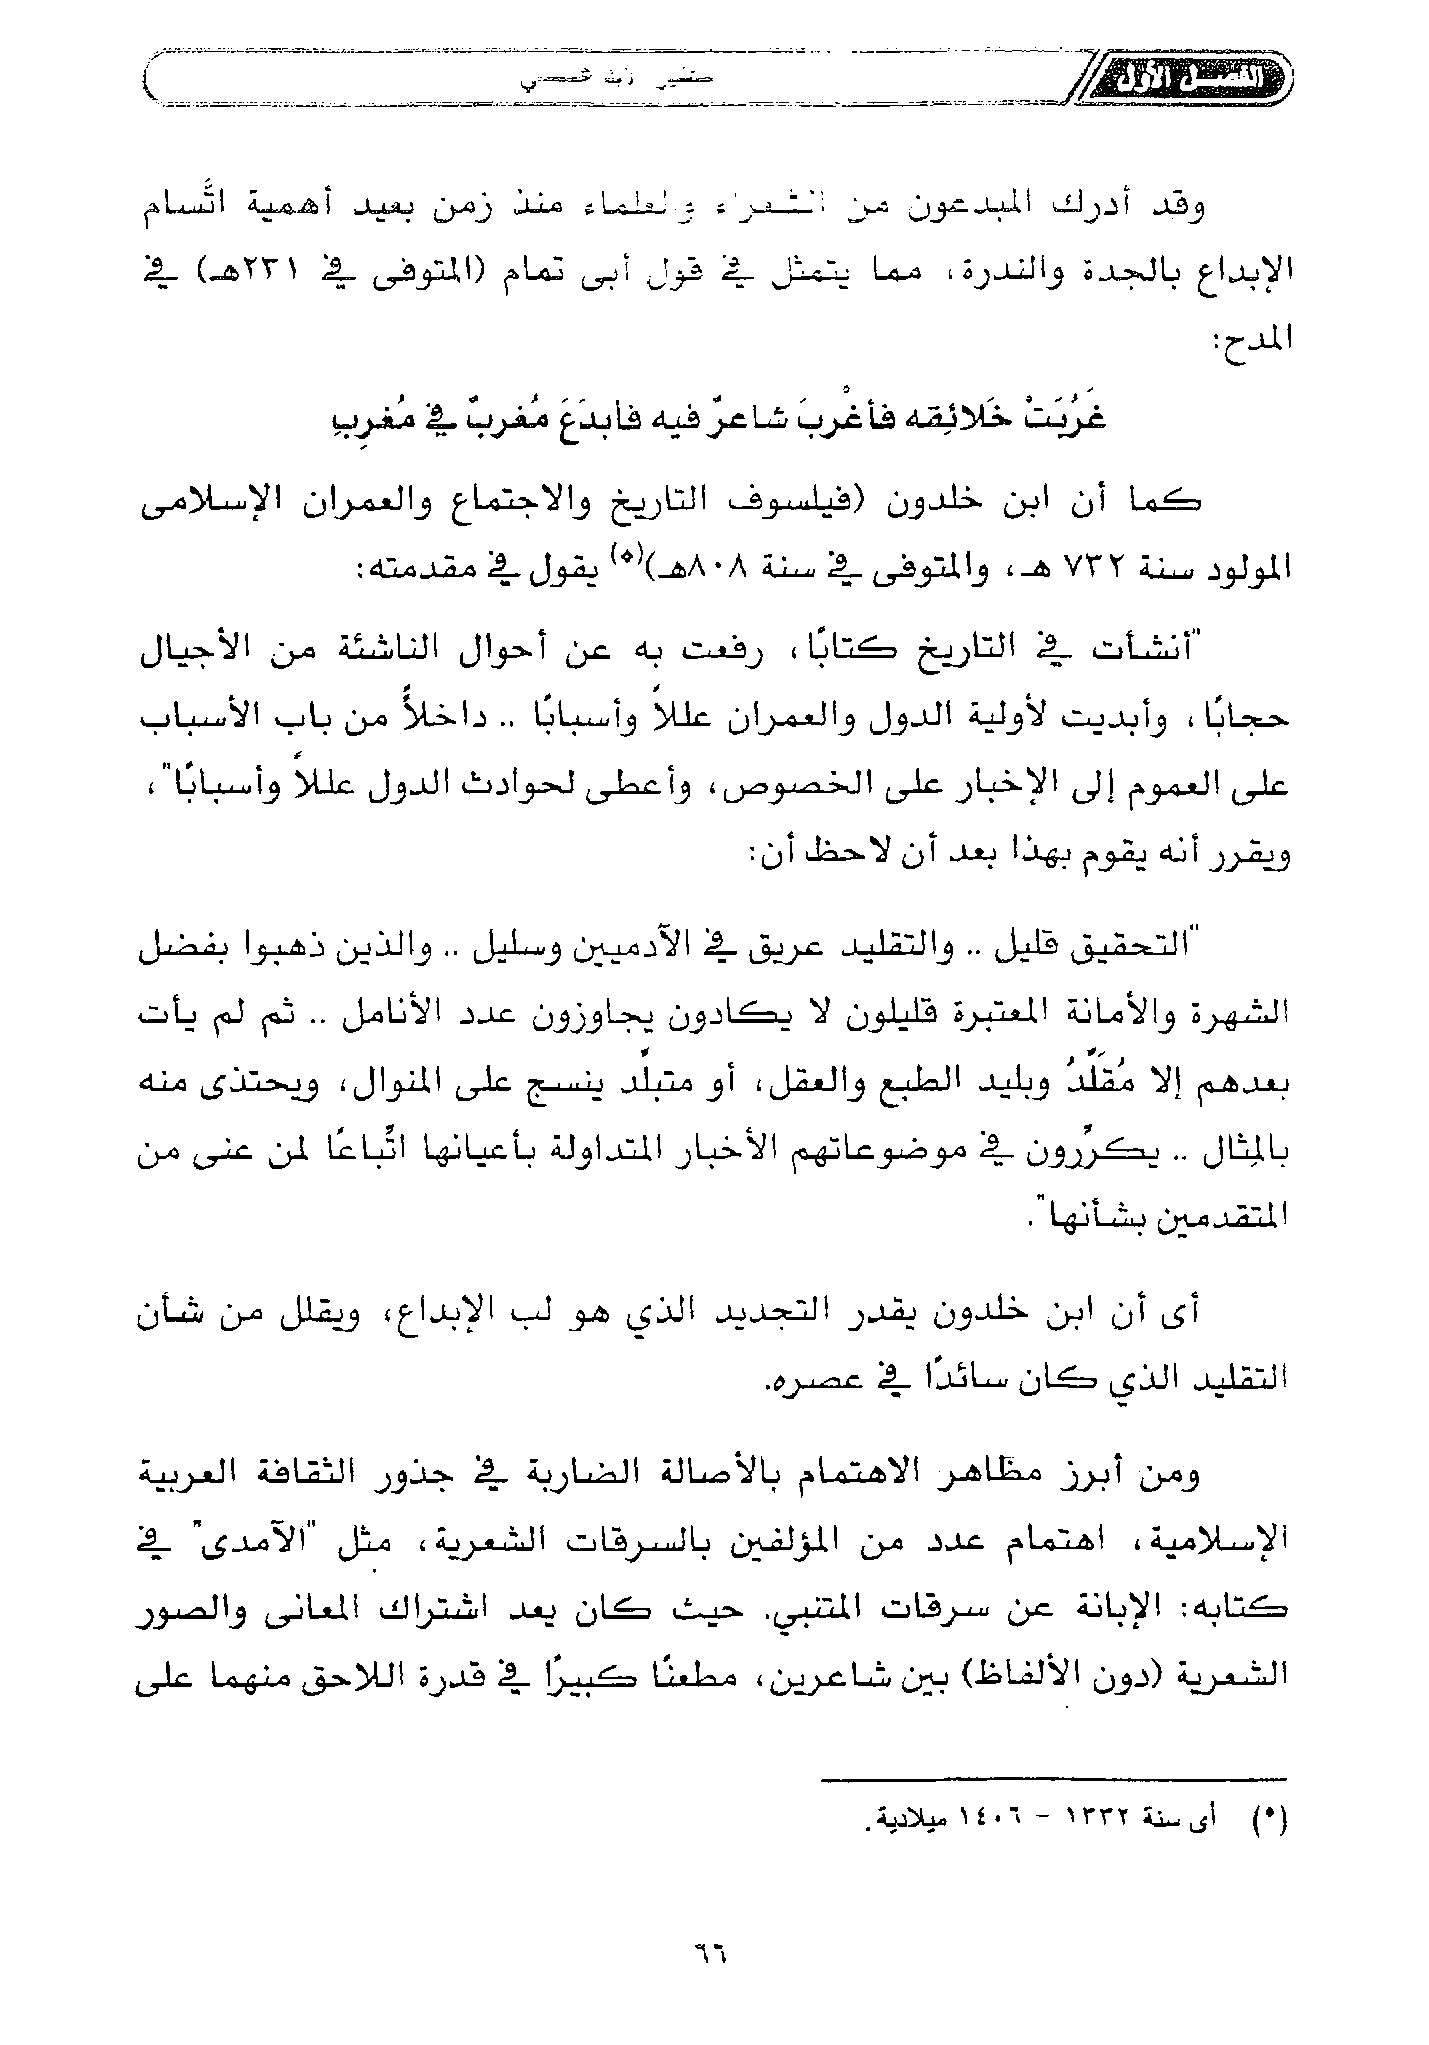 الفصل الأول
وقد أدرك المبدعون من الشعراء والعلماء منذ زمن بعيد أهمية اتَّسام
الإبداع بالجدة والندرة، مما يتمثل في قول أبى تمام (المتوفى في ٢٣١هـ) في
المدح:
غَرُبَتْ خَلائِقه فأغْربَ شاعرٌ فيه فابدَعَ مُغربٌ في مُغربِ
كما أن ابن خلدون (فيلسوف التاريخ والاجتماع والعمران الإسلامى
المولود سنة ٧٣٢ هـ، والمتوفى في سنة ٨٠٨هـ)(*) يقول في مقدمته:
"أنشأت في التاريخ كتابًا، رفعت به عن أحوال الناشئة من الأجيال
حجابًا، وأبديت لأولية الدول والعمران عللاً وأسبابًا .. داخلاً من باب الأسباب
على العموم إلى الإخبار على الخصوص، وأعطى لحوادث الدول عللاً وأسبابًا"،
ويقرر أنه يقوم بهذا بعد أن لاحظ أن:
"التحقيق قليل .. والتقليد عريق في الآدميين وسليل .. والذين ذهبوا بفضل
الشهرة والأمانة المعتبرة قليلون لا يكادون يجاوزون عدد الأنامل .. ثم لم يأت
بعدهم إلا مُقَلِّدُ وبليد الطبع والعقل، أو متبلِّد ينسج على المنوال، ويحتذى منه
بالمِثال .. يكرِّرون في موضوعاتهم الأخبار المتداولة بأعيانها اتِّباعًا لمن عنى من
المتقدمين بشأنها".
أى أن ابن خلدون يقدر التجديد الذي هو لب الإبداع، ويقلل من شأن
التقليد الذي كان سائدًا في عصره.
ومن أبرز مظاهر الاهتمام بالأصالة الضاربة في جذور الثقافة العربية
الإسلامية، اهتمام عدد من المؤلفين بالسرقات الشعرية، مثل "الآمدى" في
كتابه: الإبانة عن سرقات المتنبي. حيث كان يعد اشتراك المعانى والصور
الشعرية (دون الألفاظ) بين شاعرين، مطعنًا كبيرًا في قدرة اللاحق منهما على
(*) أى سنة ١٣٣٢ - ١٤٠٦ ميلادية.
٦٦